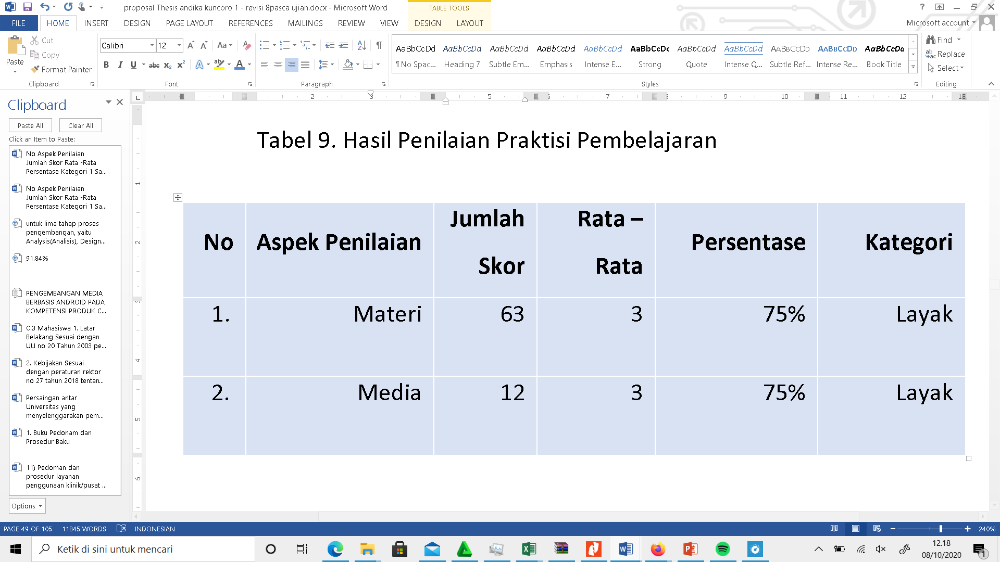 proposal Thesis andika kuncoro 1 - revisi 8pasca ujian.docx - Microsoft Word
TABLE TOOLS
FILE HOME INSERT DESIGN PAGE LAYOUT REFERENCES MAILINGS REVIEW VIEW DESIGN LAYOUT
Microsoft account
Paste
Cut
Copy
Format Painter
Clipboard
Calibri 12
Font
Paragraph
AaBbCcDd AaBbCcDd AaBbCcDd AaBbCcDd AaBbCcDd AaBbCcDc AaBbCcDd AaBbCcDd AaBbCcDd AaBbCcDd AaBbCcDd
¶ No Spac... Heading 7 Subtle Em... Emphasis Intense E... Strong Quote Intense Q... Subtle Ref... Intense Re... Book Title
Styles
Find
Replace
Select
Editing
Clipboard
Paste All Clear All
Click an Item to Paste:
No Aspek Penilaian
Jumlah Skor Rata -Rata
Persentase Kategori 1 Sa...
No Aspek Penilaian
Jumlah Skor Rata -Rata
Persentase Kategori 1 Sa...
untuk lima tahap proses
pengembangan, yaitu
Analysis(Analisis), Design...
91.84%
PENGEMBANGAN MEDIA
BERBASIS ANDROID PADA
KOMPETENSI PRODUK C...
C.3 Mahasiswa 1. Latar
Belakang Sesuai dengan
UU no 20 Tahun 2003 pe...
2. Kebijakan Sesuai
dengan peraturan rektor
no 27 tahun 2018 tentan...
Persaingan antar
Universitas yang
menyelenggarakan pem...
1. Buku Pedonam dan
Prosedur Baku
11) Pedoman dan
prosedur layanan
penggunaan klinik/pusat ...
Options
Tabel 9. Hasil Penilaian Praktisi Pembelajaran
No Aspek Penilaian Jumlah Skor Rata – Rata Persentase Kategori
1. Materi 63 3 75% Layak
2. Media 12 3 75% Layak
PAGE 49 OF 105 11845 WORDS INDONESIAN
240%
Ketik di sini untuk mencari
12.18
08/10/2020
1